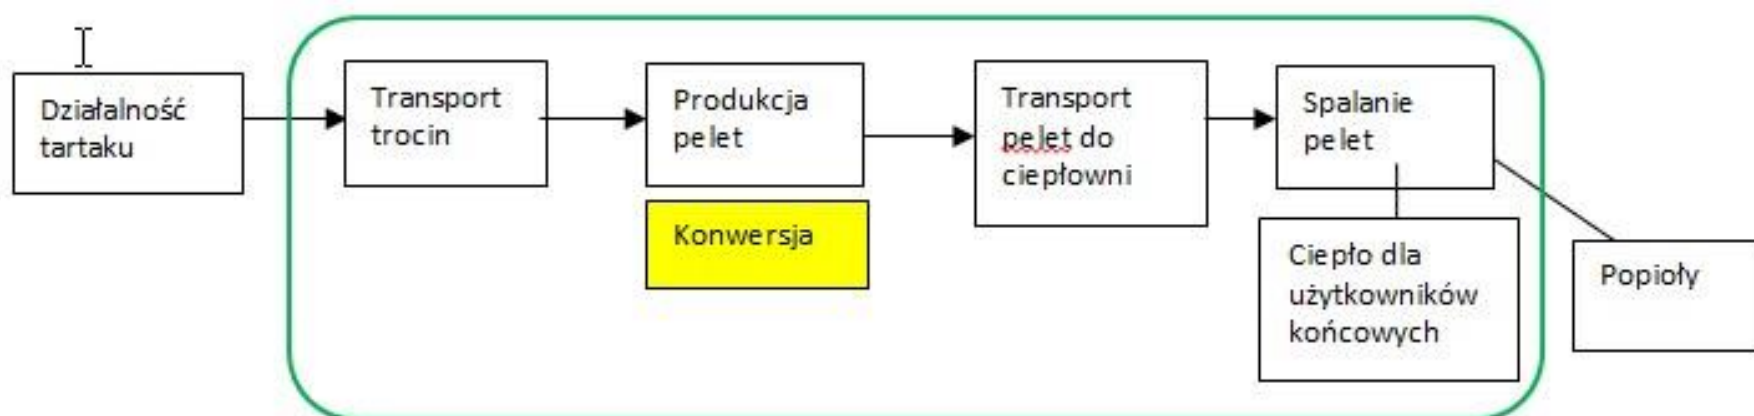 Działalność
tartaku
Transport
trocin
Produkcja
pelet
Konwersja
Transport
pelet do
ciepłowni
Spalanie
pelet
Ciepło dla
użytkowników
końcowych
Popioły